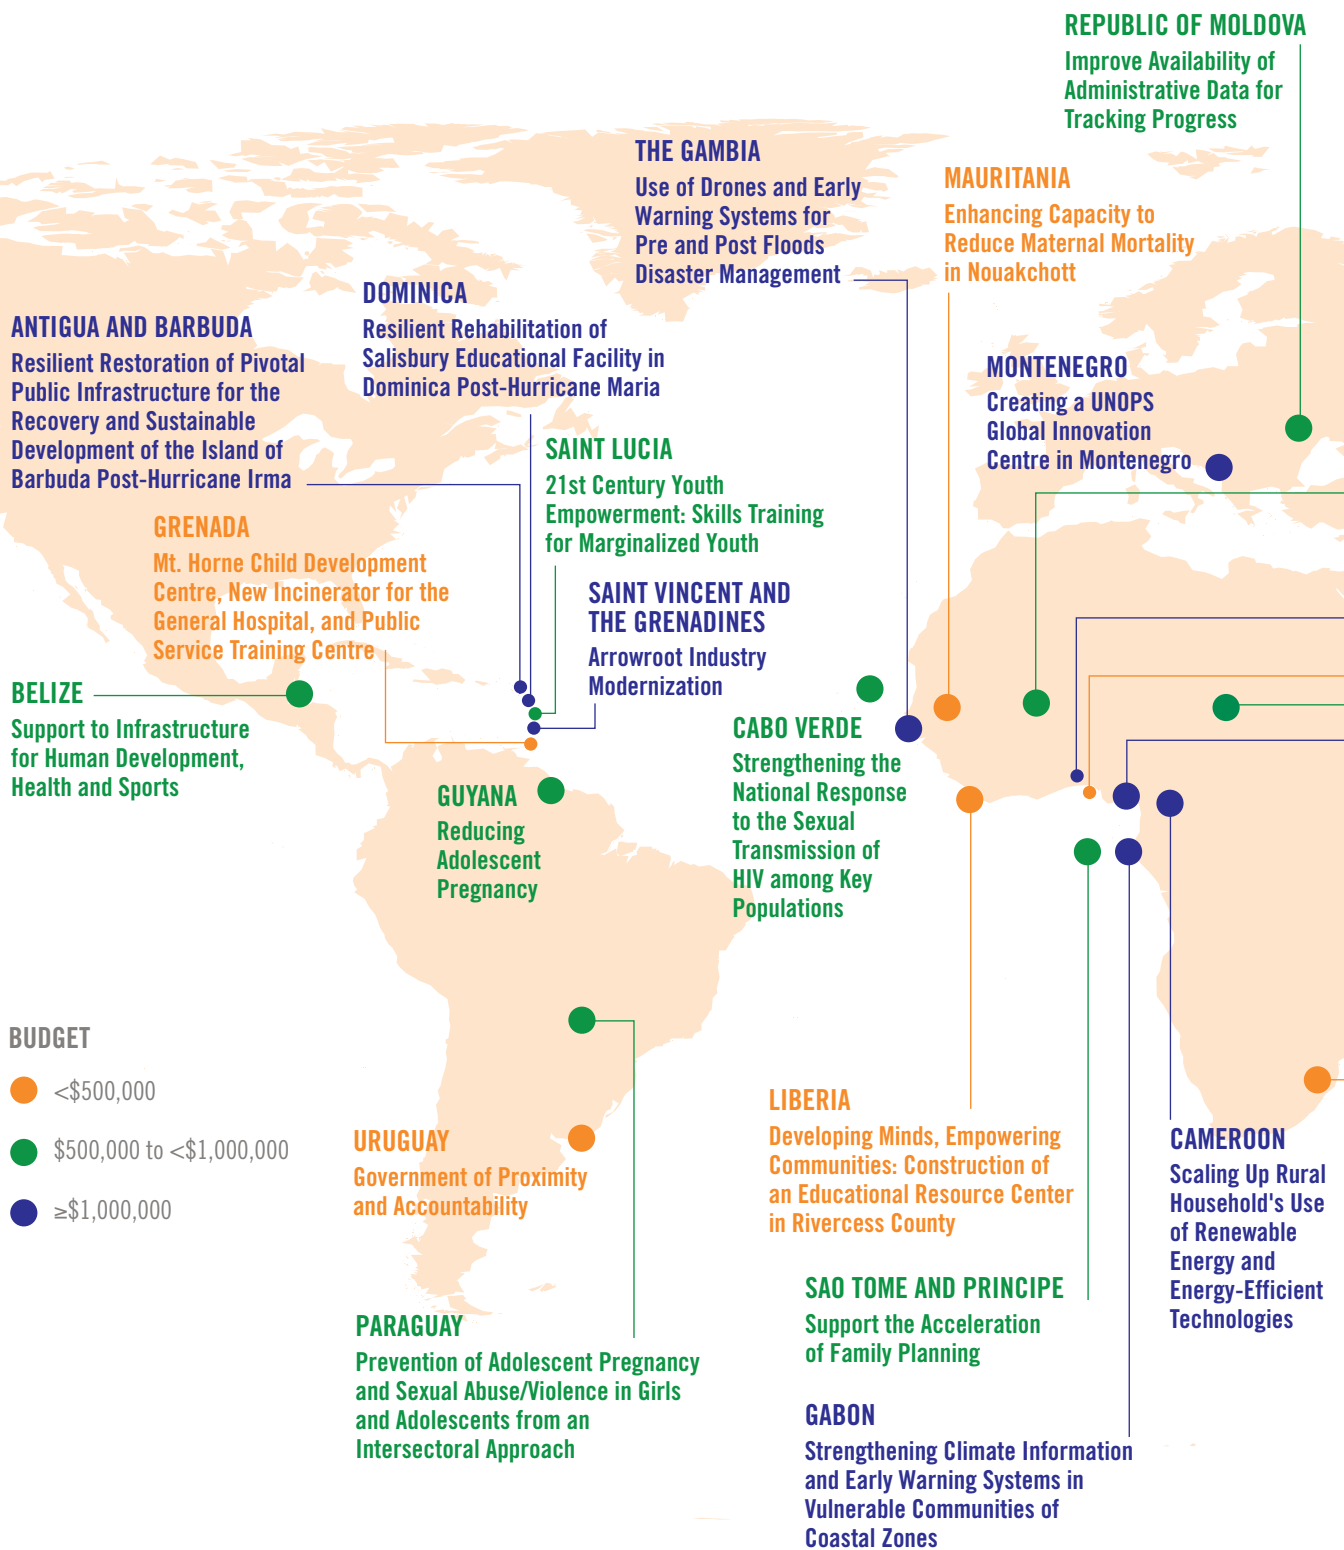 REPUBLIC OF MOLDOVA
Improve Availability of
Administrative Data for
Tracking Progress
THE GAMBIA
Use of Drones and Early
Warning Systems for
Pre and Post Floods
Disaster Management
MAURITANIA
Enhancing Capacity to
Reduce Maternal Mortality
in Nouakchott
DOMINICA
Resilient Rehabilitation of
Salisbury Educational Facility in
Dominica Post-Hurricane Maria
ANTIGUA AND BARBUDA
Resilient Restoration of Pivotal
Public Infrastructure for the
Recovery and Sustainable
Development of the Island of
Barbuda Post-Hurricane Irma
MONTENEGRO
Creating a UNOPS
Global Innovation
Centre in Montenegro
SAINT LUCIA
21st Century Youth
Empowerment: Skills Training
for Marginalized Youth
GRENADA
Mt. Horne Child Development
Centre, New Incinerator for the
General Hospital, and Public
Service Training Centre
SAINT VINCENT AND
THE GRENADINES
Arrowroot Industry
Modernization
BELIZE
Support to Infrastructure
for Human Development,
Health and Sports
CABO VERDE
Strengthening the
National Response
to the Sexual
Transmission of
HIV among Key
Populations
GUYANA
Reducing
Adolescent
Pregnancy
BUDGET
<$500,000
$500,000 to <$1,000,000
≥$1,000,000
URUGUAY
Government of Proximity
and Accountability
LIBERIA
Developing Minds, Empowering
Communities: Construction of
an Educational Resource Center
in Rivercess County
CAMEROON
Scaling Up Rural
Household's Use
of Renewable
Energy and
Energy-Efficient
Technologies
SAO TOME AND PRINCIPE
Support the Acceleration
of Family Planning
PARAGUAY
Prevention of Adolescent Pregnancy
and Sexual Abuse/Violence in Girls
and Adolescents from an
Intersectoral Approach
GABON
Strengthening Climate Information
and Early Warning Systems in
Vulnerable Communities of
Coastal Zones